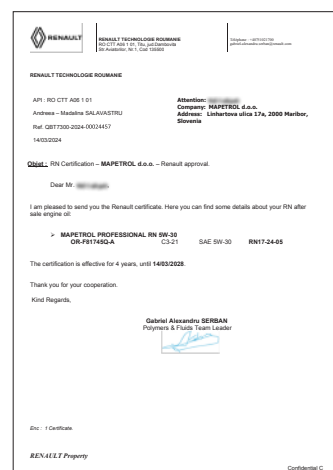 RENAULT
RENAULT TECHNOLOGIE ROUMANIE
RO CTT A06 1 01, Titu, jud.Dambovita
Str.Aviatorilor, Nr.1, Cod 135500
RENAULT TECHNOLOGIE ROUMANIE
API : RO CTT A06 1 01
Andreea – Madalina SALAVASTRU
Ref. QBT7300-2024-00024457
14/03/2024
Attention:
Company: MAPETROL d.o.o.
Address: Linhartova ulica 17a, 2000 Maribor,
Slovenia
Objet : RN Certification – MAPETROL d.o.o. – Renault approval.
Dear Mr.
I am pleased to send you the Renault certificate. Here you can find some details about your RN after
sale engine oil:
➢ MAPETROL PROFESSIONAL RN 5W-30
OR-F81745Q-A C3-21 SAE 5W-30 RN17-24-05
The certification is effective for 4 years, until 14/03/2028.
Thank you for your cooperation.
Kind Regards,
Gabriel Alexandru SERBAN
Polymers & Fluids Team Leader
Enc : 1 Certificate.
RENAULT Property
Confidential C